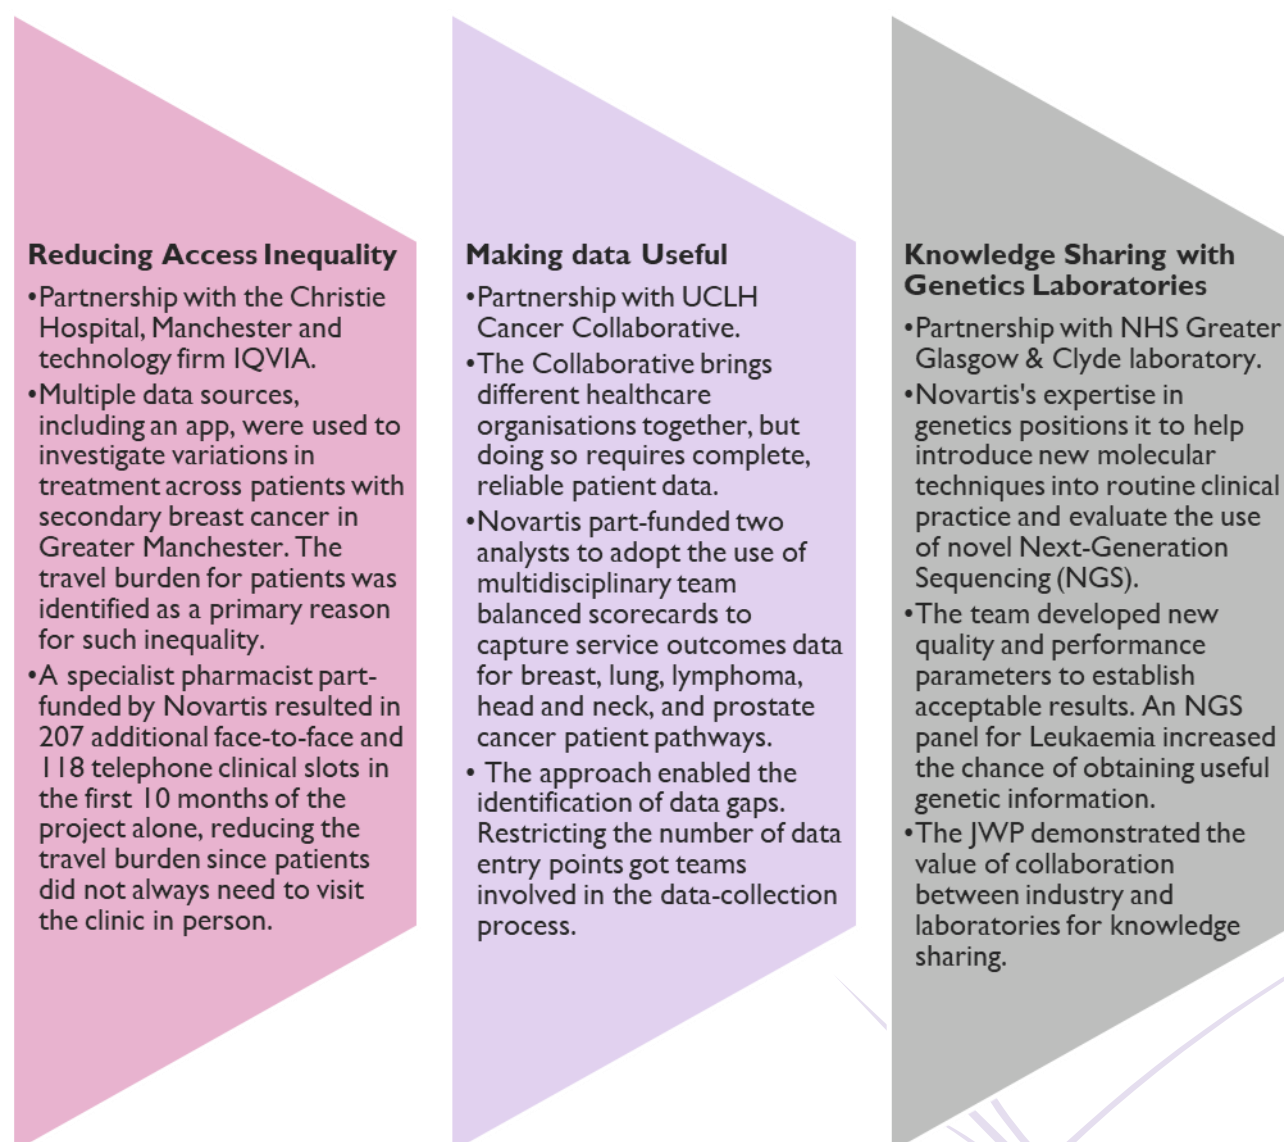 Reducing Access Inequality
•Partnership with the Christie
Hospital, Manchester and
technology firm IQVIA.
•Multiple data sources,
including an app, were used to
investigate variations in
treatment across patients with
secondary breast cancer in
Greater Manchester. The
travel burden for patients was
identified as a primary reason
for such inequality.
•A specialist pharmacist part-
funded by Novartis resulted in
207 additional face-to-face and
118 telephone clinical slots in
the first 10 months of the
project alone, reducing the
travel burden since patients
did not always need to visit
the clinic in person.
Making data Useful
•Partnership with UCLH
Cancer Collaborative.
•The Collaborative brings
different healthcare
organisations together, but
doing so requires complete,
reliable patient data.
•Novartis part-funded two
analysts to adopt the use of
multidisciplinary team
balanced scorecards to
capture service outcomes data
for breast, lung, lymphoma,
head and neck, and prostate
cancer patient pathways.
• The approach enabled the
identification of data gaps.
Restricting the number of data
entry points got teams
involved in the data-collection
process.
Knowledge Sharing with
Genetics Laboratories
•Partnership with NHS Greater
Glasgow & Clyde laboratory.
•Novartis's expertise in
genetics positions it to help
introduce new molecular
techniques into routine clinical
practice and evaluate the use
of novel Next-Generation
Sequencing (NGS).
•The team developed new
quality and performance
parameters to establish
acceptable results. An NGS
panel for Leukaemia increased
the chance of obtaining useful
genetic information.
•The JWP demonstrated the
value of collaboration
between industry and
laboratories for knowledge
sharing.